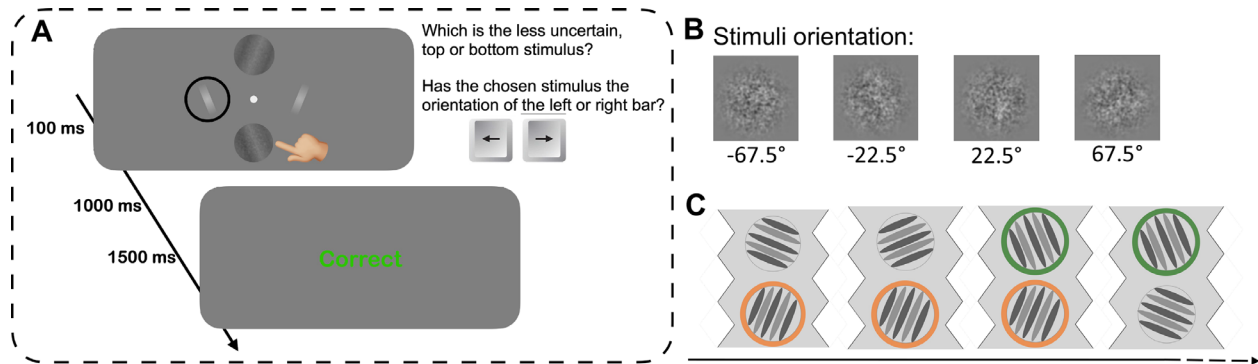 A
Which is the less uncertain,
top or bottom stimulus?
Has the chosen stimulus the
orientation of the left or right bar?
100 ms
1000 ms
1500 ms
Correct
B
Stimuli orientation:
-67.5° -22.5° 22.5° 67.5°
C